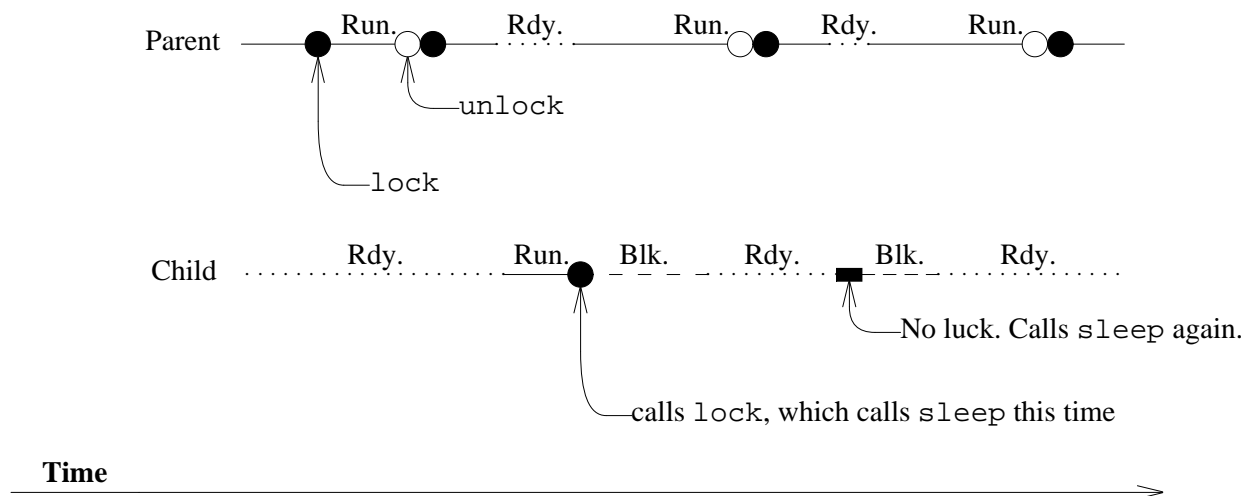 Run. Rdy. Run. Rdy. Run.
Parent
unlock
lock
Rdy. Run. Blk. Rdy. Blk. Rdy.
Child
No luck. Calls sleep again.
calls lock, which calls sleep this time
Time